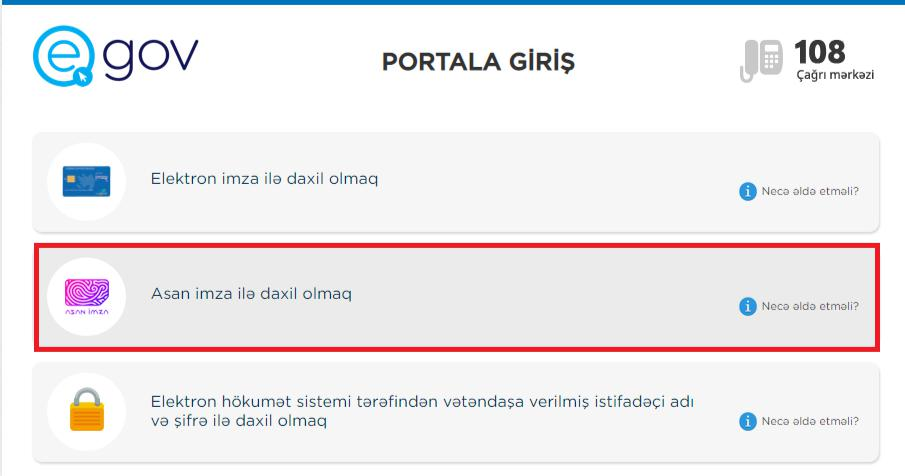 e gov
PORTALA GİRİŞ
108
Çağrı mərkəzi
Elektron imza ilə daxil olmaq
Necə əldə etməli?
Asan imza ilə daxil olmaq
ASAN İMZA
Necə əldə etməli?
Elektron hökumət sistemi tərəfindən vətəndaşa verilmiş istifadəçi adı
və şifrə ilə daxil olmaq
Necə əldə etməli?